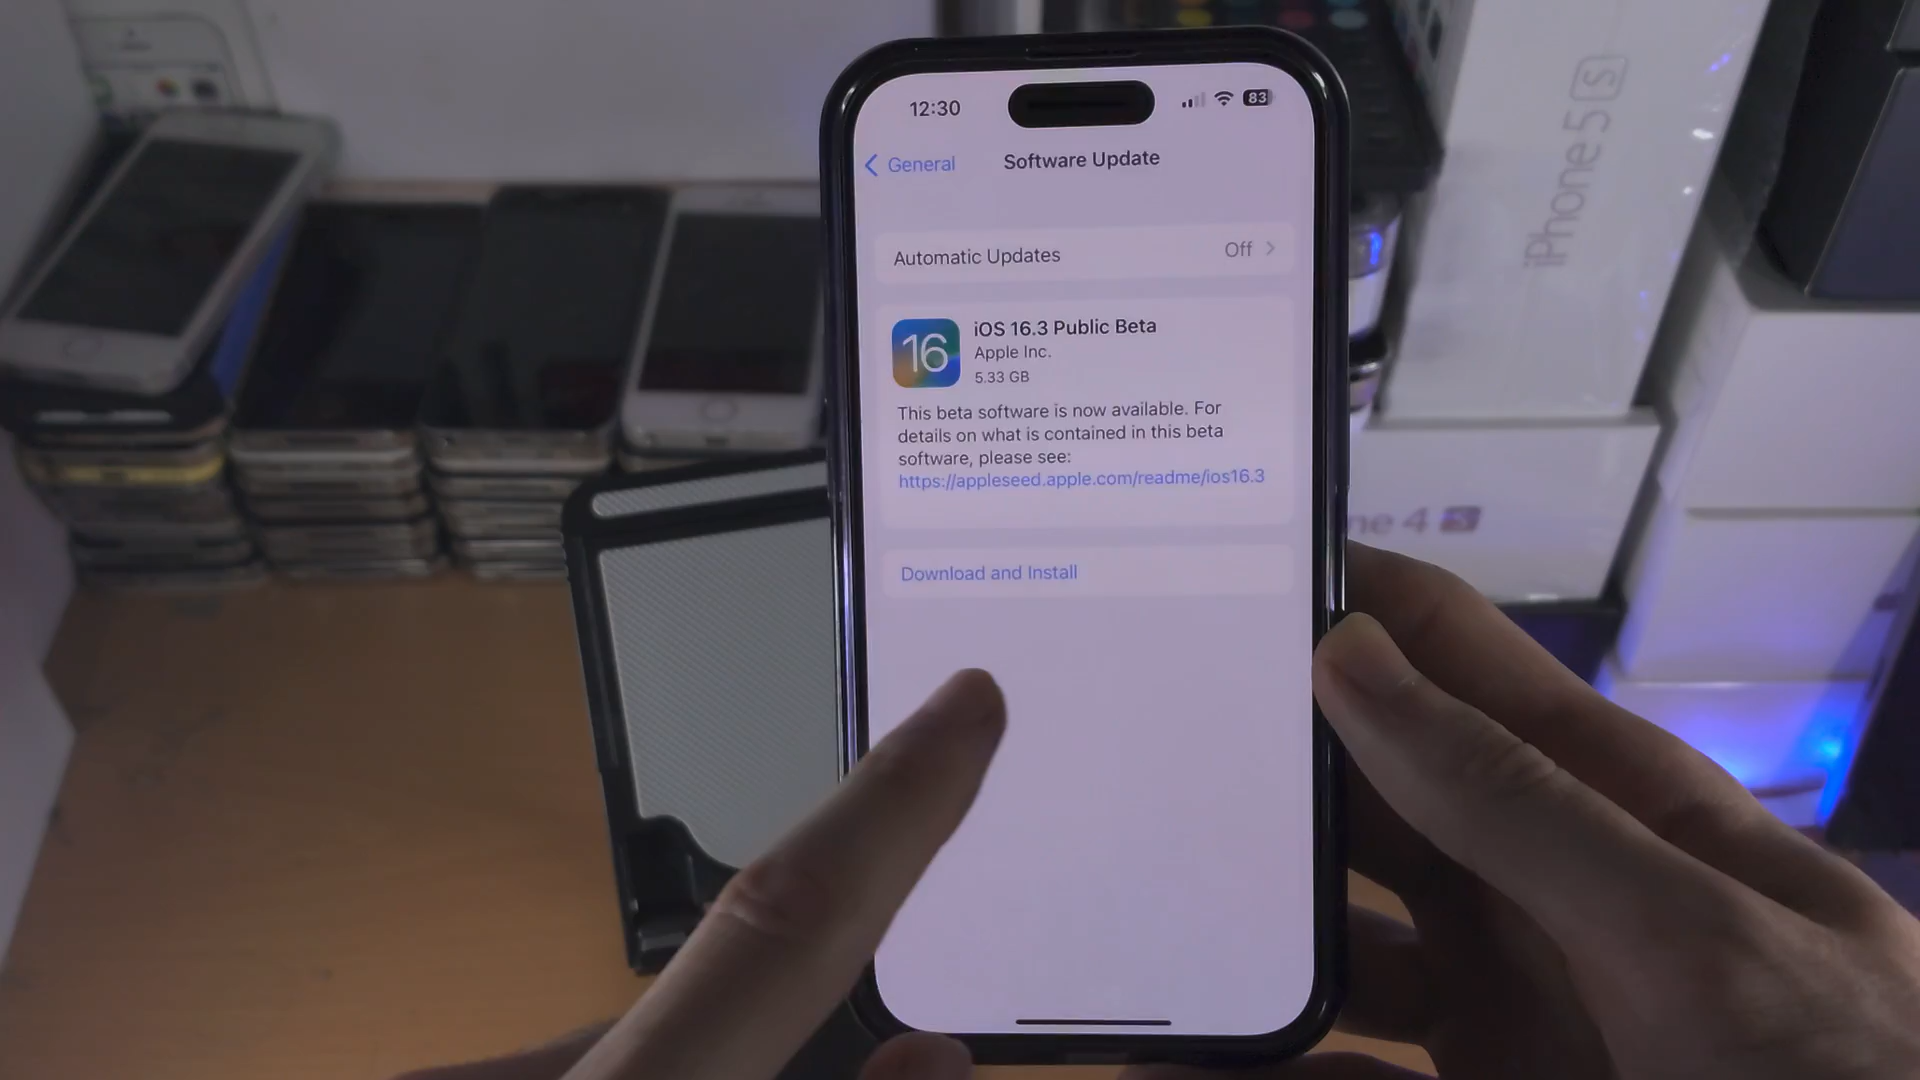 12:30
83
General
Software Update
Automatic Updates
Off
16
iOS 16.3 Public Beta
Apple Inc.
5.33 GB
This beta software is now available. For
details on what is contained in this beta
software, please see:
https://appleseed.apple.com/readme/ios16.3
Download and Install
iPhone 5 S
ne 4 S